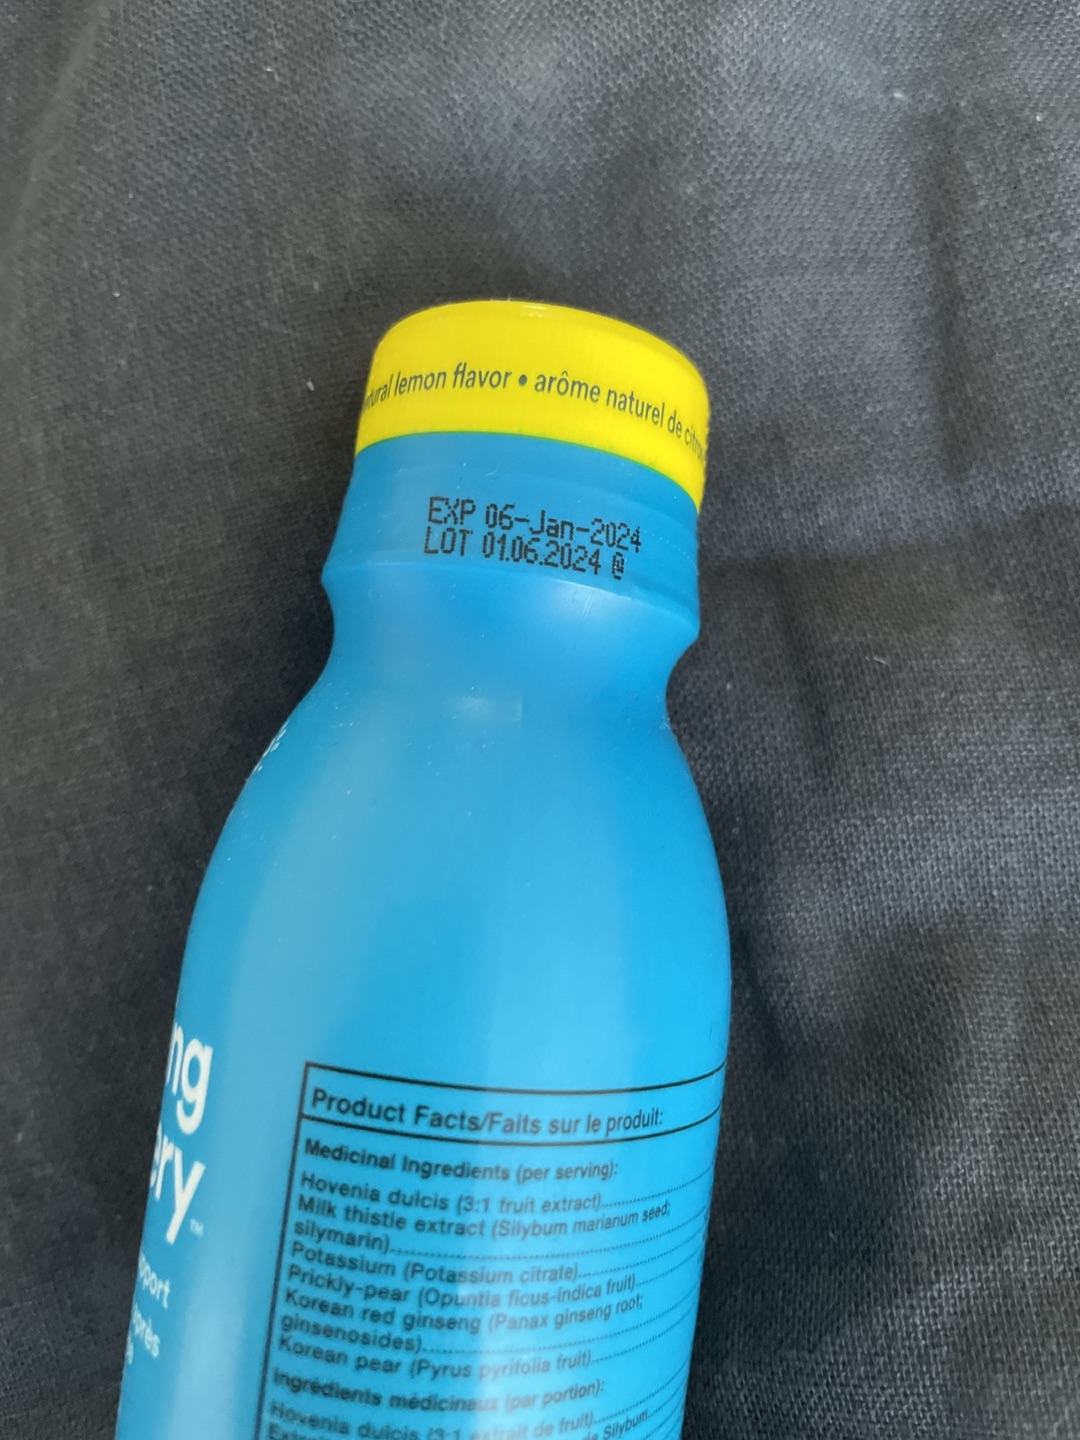 lemon flavor • arôme naturel de
EXP 06-Jan-2024
LOT 01.06.2024 @
ng
ery™
Product Facts/Faits sur le produit:
Medicinal Ingredients (per serving):
Hovenia dulcis (3:1 fruit extract)
Milk thistle extract (Silybum marianum seed;
silymarin)
Potassium (Potassium citrate)
Prickly-pear (Opuntia ficus-indica fruit)
Korean red ginseng (Panax ginseng root;
ginsenosides)
Korean pear (Pyrus pyrifolia fruit)
Ingrédients médicinaux (par portion):
Hovenia dulcis (3:1 extrait de fruit)
de Silybum